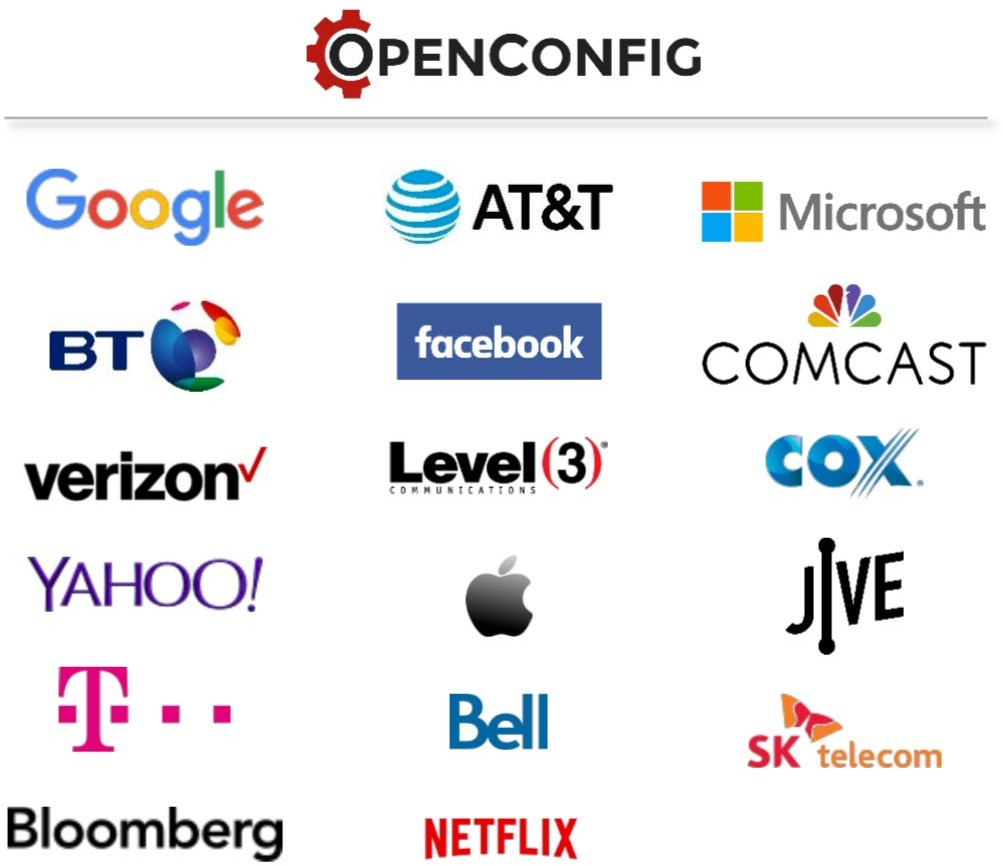 OPENCONFIG
Google
AT&T
Microsoft
BT
facebook
COMCAST
verizon
Level(3)®
COMMUNICATIONS
COX
YAHOO!
JIVE
T
Bell
SK telecom
Bloomberg
NETFLIX